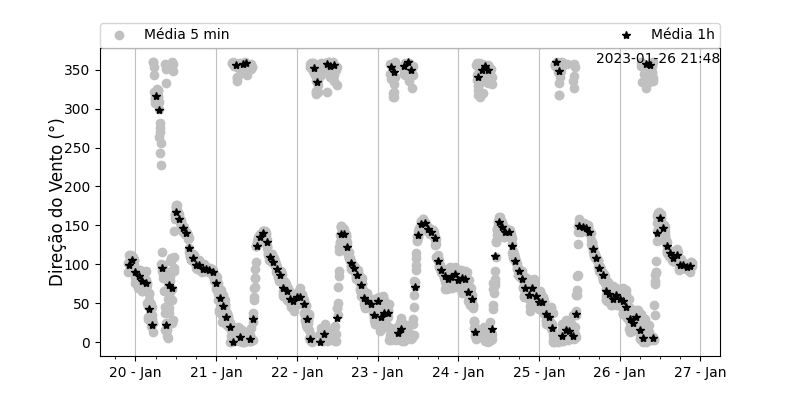 Média 5 min
Média 1h
2023-01-26 21:48
Direção do Vento (°)
350
300
250
200
150
100
50
0
20 - Jan
21 - Jan
22 - Jan
23 - Jan
24 - Jan
25 - Jan
26 - Jan
27 - Jan